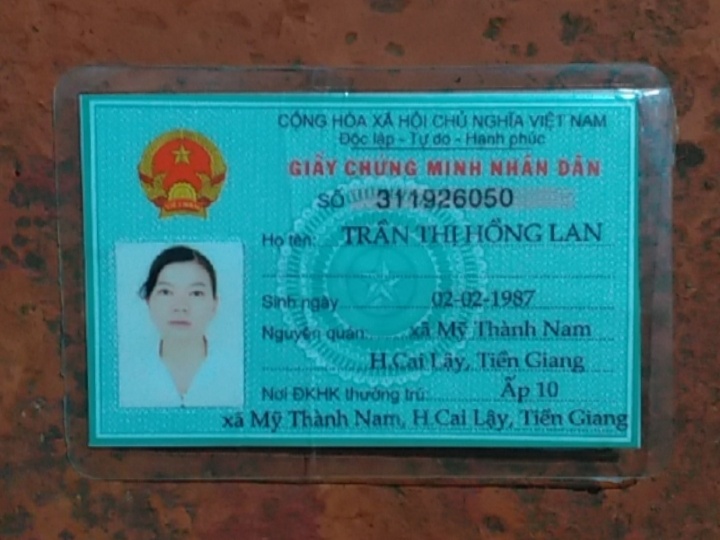 CỘNG HÒA XÃ HỘI CHỦ NGHĨA VIỆT NAM
Độc lập - Tự do - Hạnh phúc
GIẤY CHỨNG MINH NHÂN DÂN
SỐ 311926050
Họ tên: TRẦN THỊ HỒNG LAN
Sinh ngày 02-02-1987
Nguyên quán: xã Mỹ Thành Nam
H.Cai Lậy, Tiền Giang
Nơi ĐKHK thường trú: Ấp 10
xã Mỹ Thành Nam, H.Cai Lậy, Tiền Giang